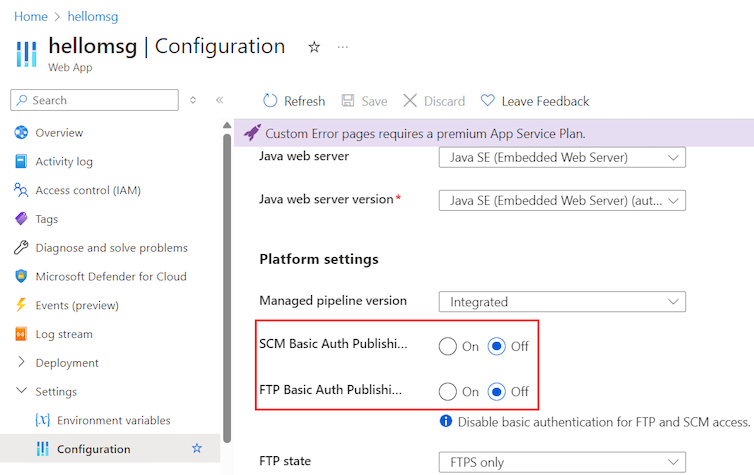 Home > hellomsg
hellomsg | Configuration ☆ ...
Web App
Search
Refresh Save Discard Leave Feedback
Custom Error pages requires a premium App Service Plan.
Overview
Activity log
Access control (IAM)
Tags
Diagnose and solve problems
Microsoft Defender for Cloud
Events (preview)
Log stream
Deployment
Settings
Environment variables
Configuration
Java web server Java SE (Embedded Web Server)
Java web server version* Java SE (Embedded Web Server) (aut...
Platform settings
Managed pipeline version Integrated
SCM Basic Auth Publishi... On Off
FTP Basic Auth Publishi... On Off
Disable basic authentication for FTP and SCM access.
FTP state FTPS only